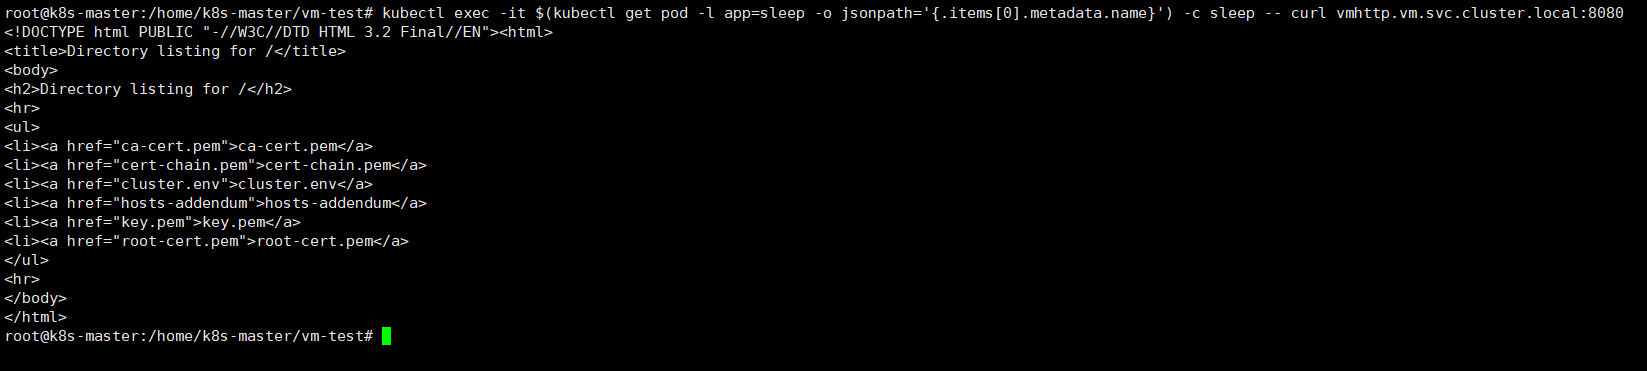 root@k8s-master:/home/k8s-master/vm-test# kubectl exec -it $(kubectl get pod -l app=sleep -o jsonpath='{.items[0].metadata.name}') -c sleep -- curl vmhttp.vm.svc.cluster.local:8080
<!DOCTYPE html PUBLIC "-//W3C//DTD HTML 3.2 Final//EN"><html>
<title>Directory listing for /</title>
<body>
<h2>Directory listing for /</h2>
<hr>
<ul>
<li><a href="ca-cert.pem">ca-cert.pem</a>
<li><a href="cert-chain.pem">cert-chain.pem</a>
<li><a href="cluster.env">cluster.env</a>
<li><a href="hosts-addendum">hosts-addendum</a>
<li><a href="key.pem">key.pem</a>
<li><a href="root-cert.pem">root-cert.pem</a>
</ul>
<hr>
</body>
</html>
root@k8s-master:/home/k8s-master/vm-test#